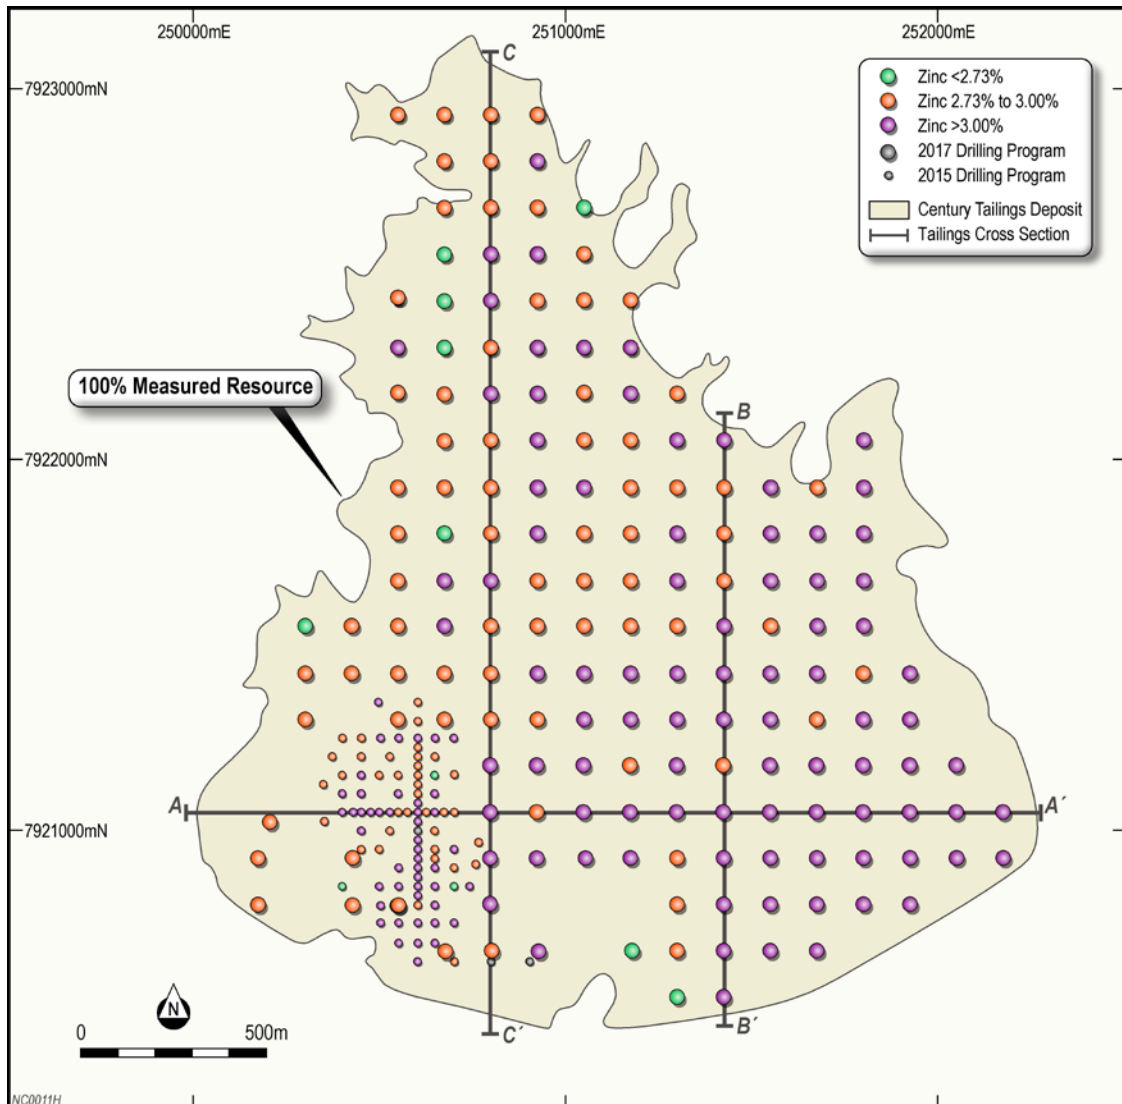 250000mE
251000mE
252000mE
C
7923000mN
Zinc <2.73%
Zinc 2.73% to 3.00%
Zinc >3.00%
2017 Drilling Program
2015 Drilling Program
Century Tailings Deposit
Tailings Cross Section
100% Measured Resource
B
7922000mN
A
A´
7921000mN
N
0
500m
B´
C´
NC0011H